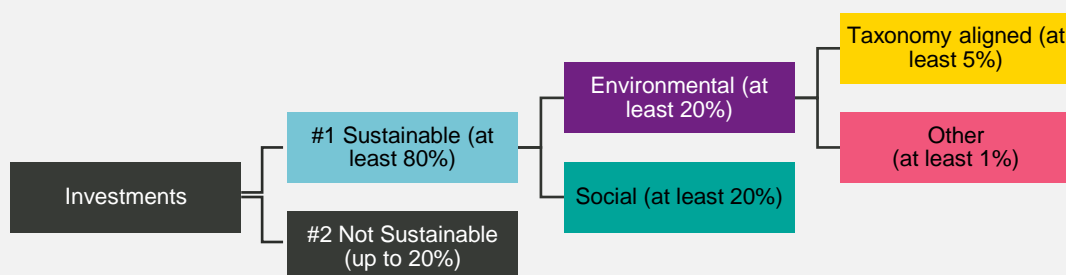 Taxonomy aligned (at
least 5%)
Environmental (at
least 20%)
#1 Sustainable (at
least 80%)
Other
(at least 1%)
Investments
Social (at least 20%)
#2 Not Sustainable
(up to 20%)